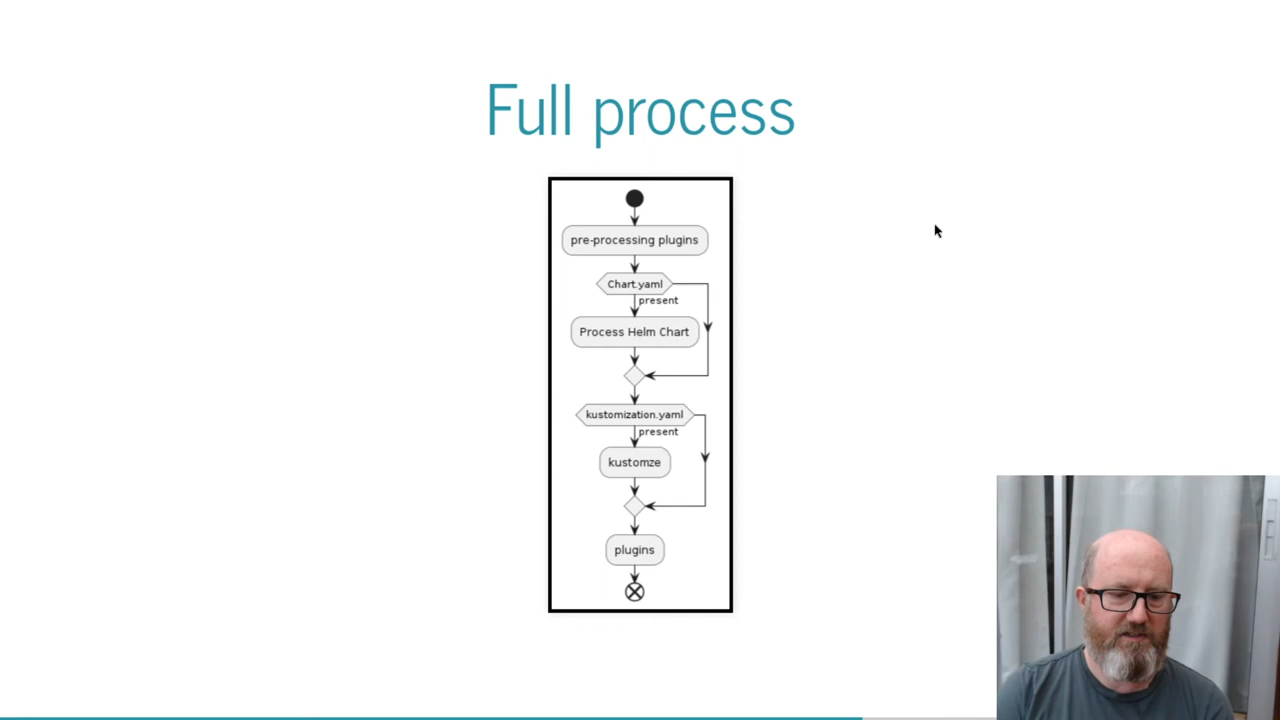 Full process
pre-processing plugins
Chart.yaml
present
Process Helm Chart
kustomization.yaml
present
kustomze
plugins